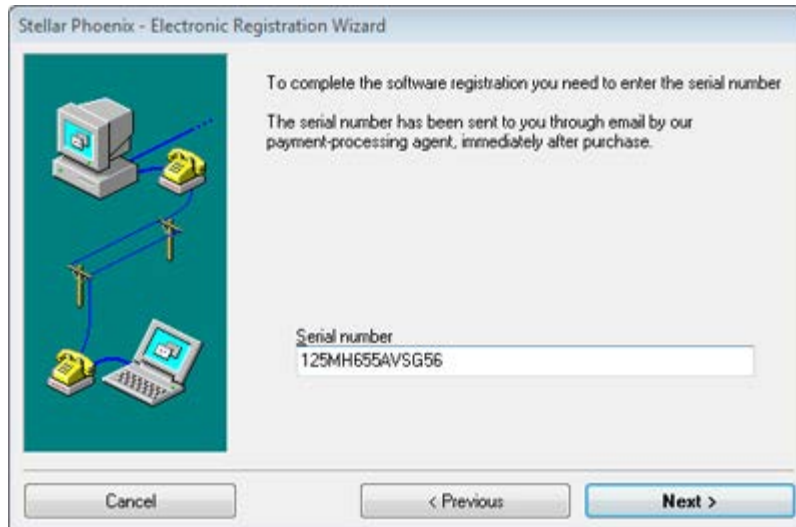 Stellar Phoenix - Electronic Registration Wizard
To complete the software registration you need to enter the serial number
The serial number has been sent to you through email by our
payment-processing agent, immediately after purchase.
Serial number
125MH655AVSG56
Cancel
< Previous
Next >